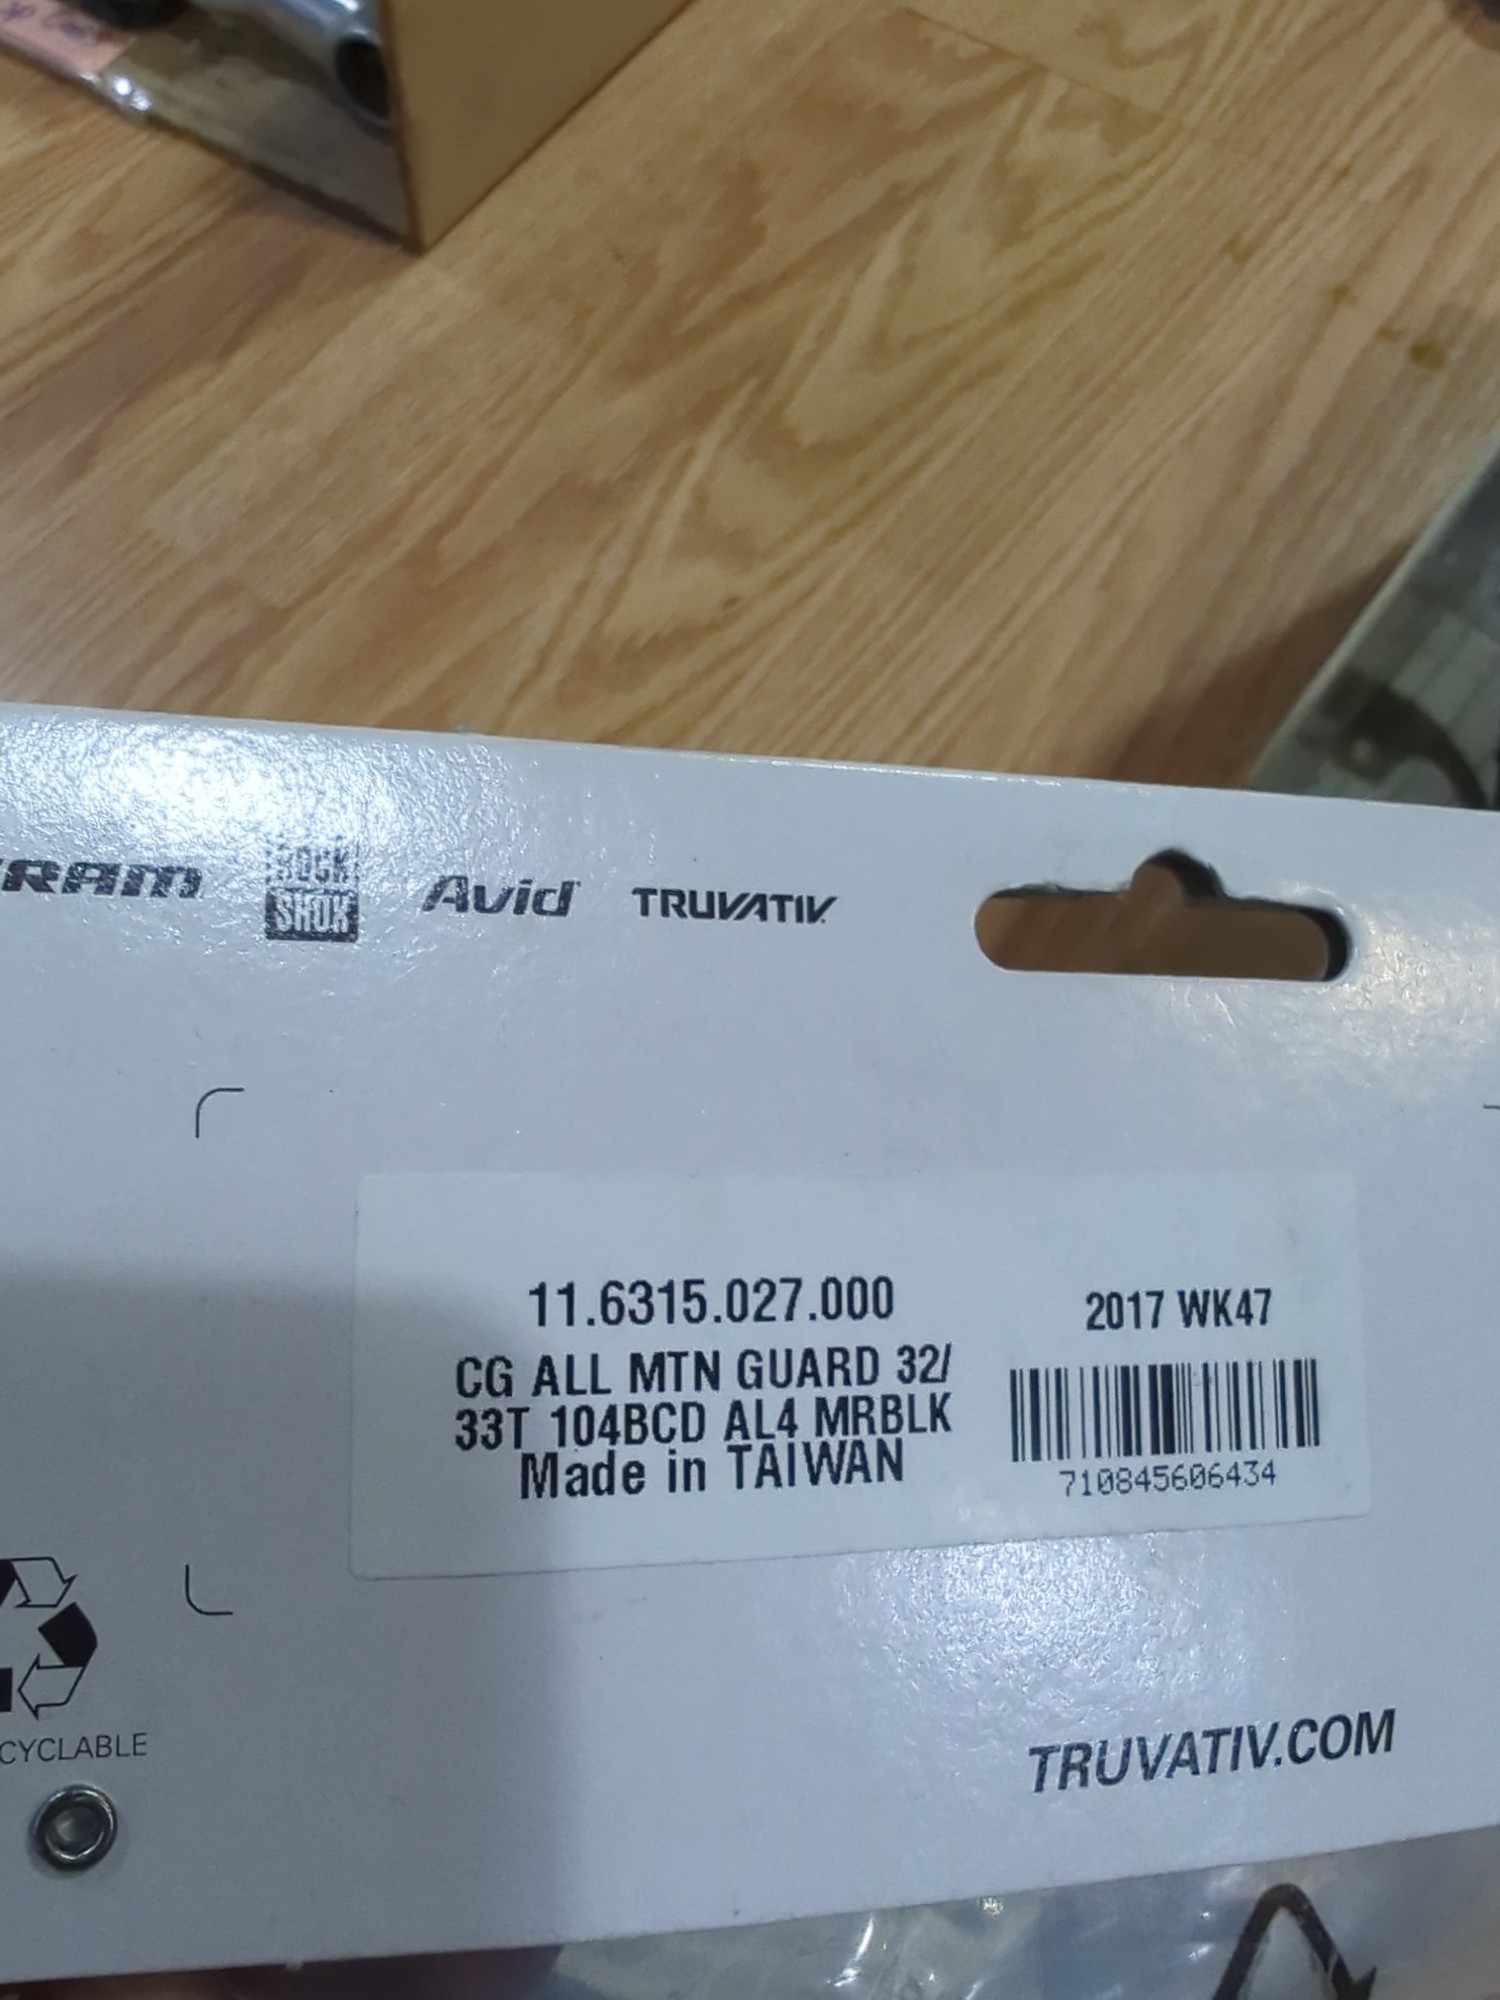 SRAM ROCK SHOX Avid TRUVATIV
11.6315.027.000
2017 WK47
CG ALL MTN GUARD 32/
33T 104BCD AL4 MRBLK
Made in TAIWAN
710845606434
CYCLABLE
TRUVATIV.COM